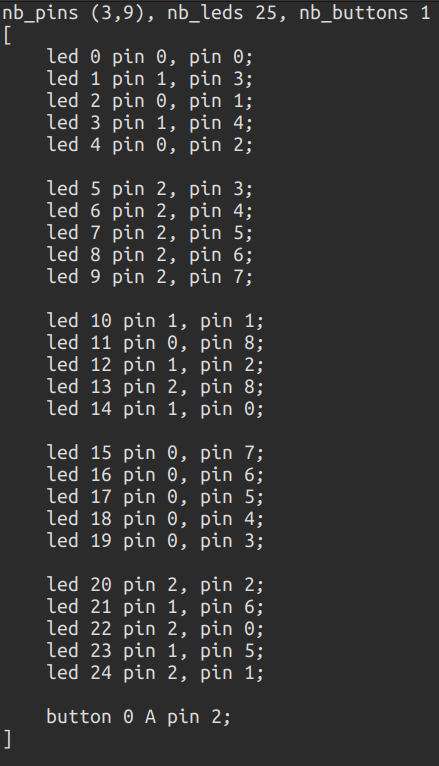 nb_pins (3,9), nb_leds 25, nb_buttons 1
[
led 0 pin 0, pin 0;
led 1 pin 1, pin 3;
led 2 pin 0, pin 1;
led 3 pin 1, pin 4;
led 4 pin 0, pin 2;
led 5 pin 2, pin 3;
led 6 pin 2, pin 4;
led 7 pin 2, pin 5;
led 8 pin 2, pin 6;
led 9 pin 2, pin 7;
led 10 pin 1, pin 1;
led 11 pin 0, pin 8;
led 12 pin 1, pin 2;
led 13 pin 2, pin 8;
led 14 pin 1, pin 0;
led 15 pin 0, pin 7;
led 16 pin 0, pin 6;
led 17 pin 0, pin 5;
led 18 pin 0, pin 4;
led 19 pin 0, pin 3;
led 20 pin 2, pin 2;
led 21 pin 1, pin 6;
led 22 pin 2, pin 0;
led 23 pin 1, pin 5;
led 24 pin 2, pin 1;
button 0 A pin 2;
]